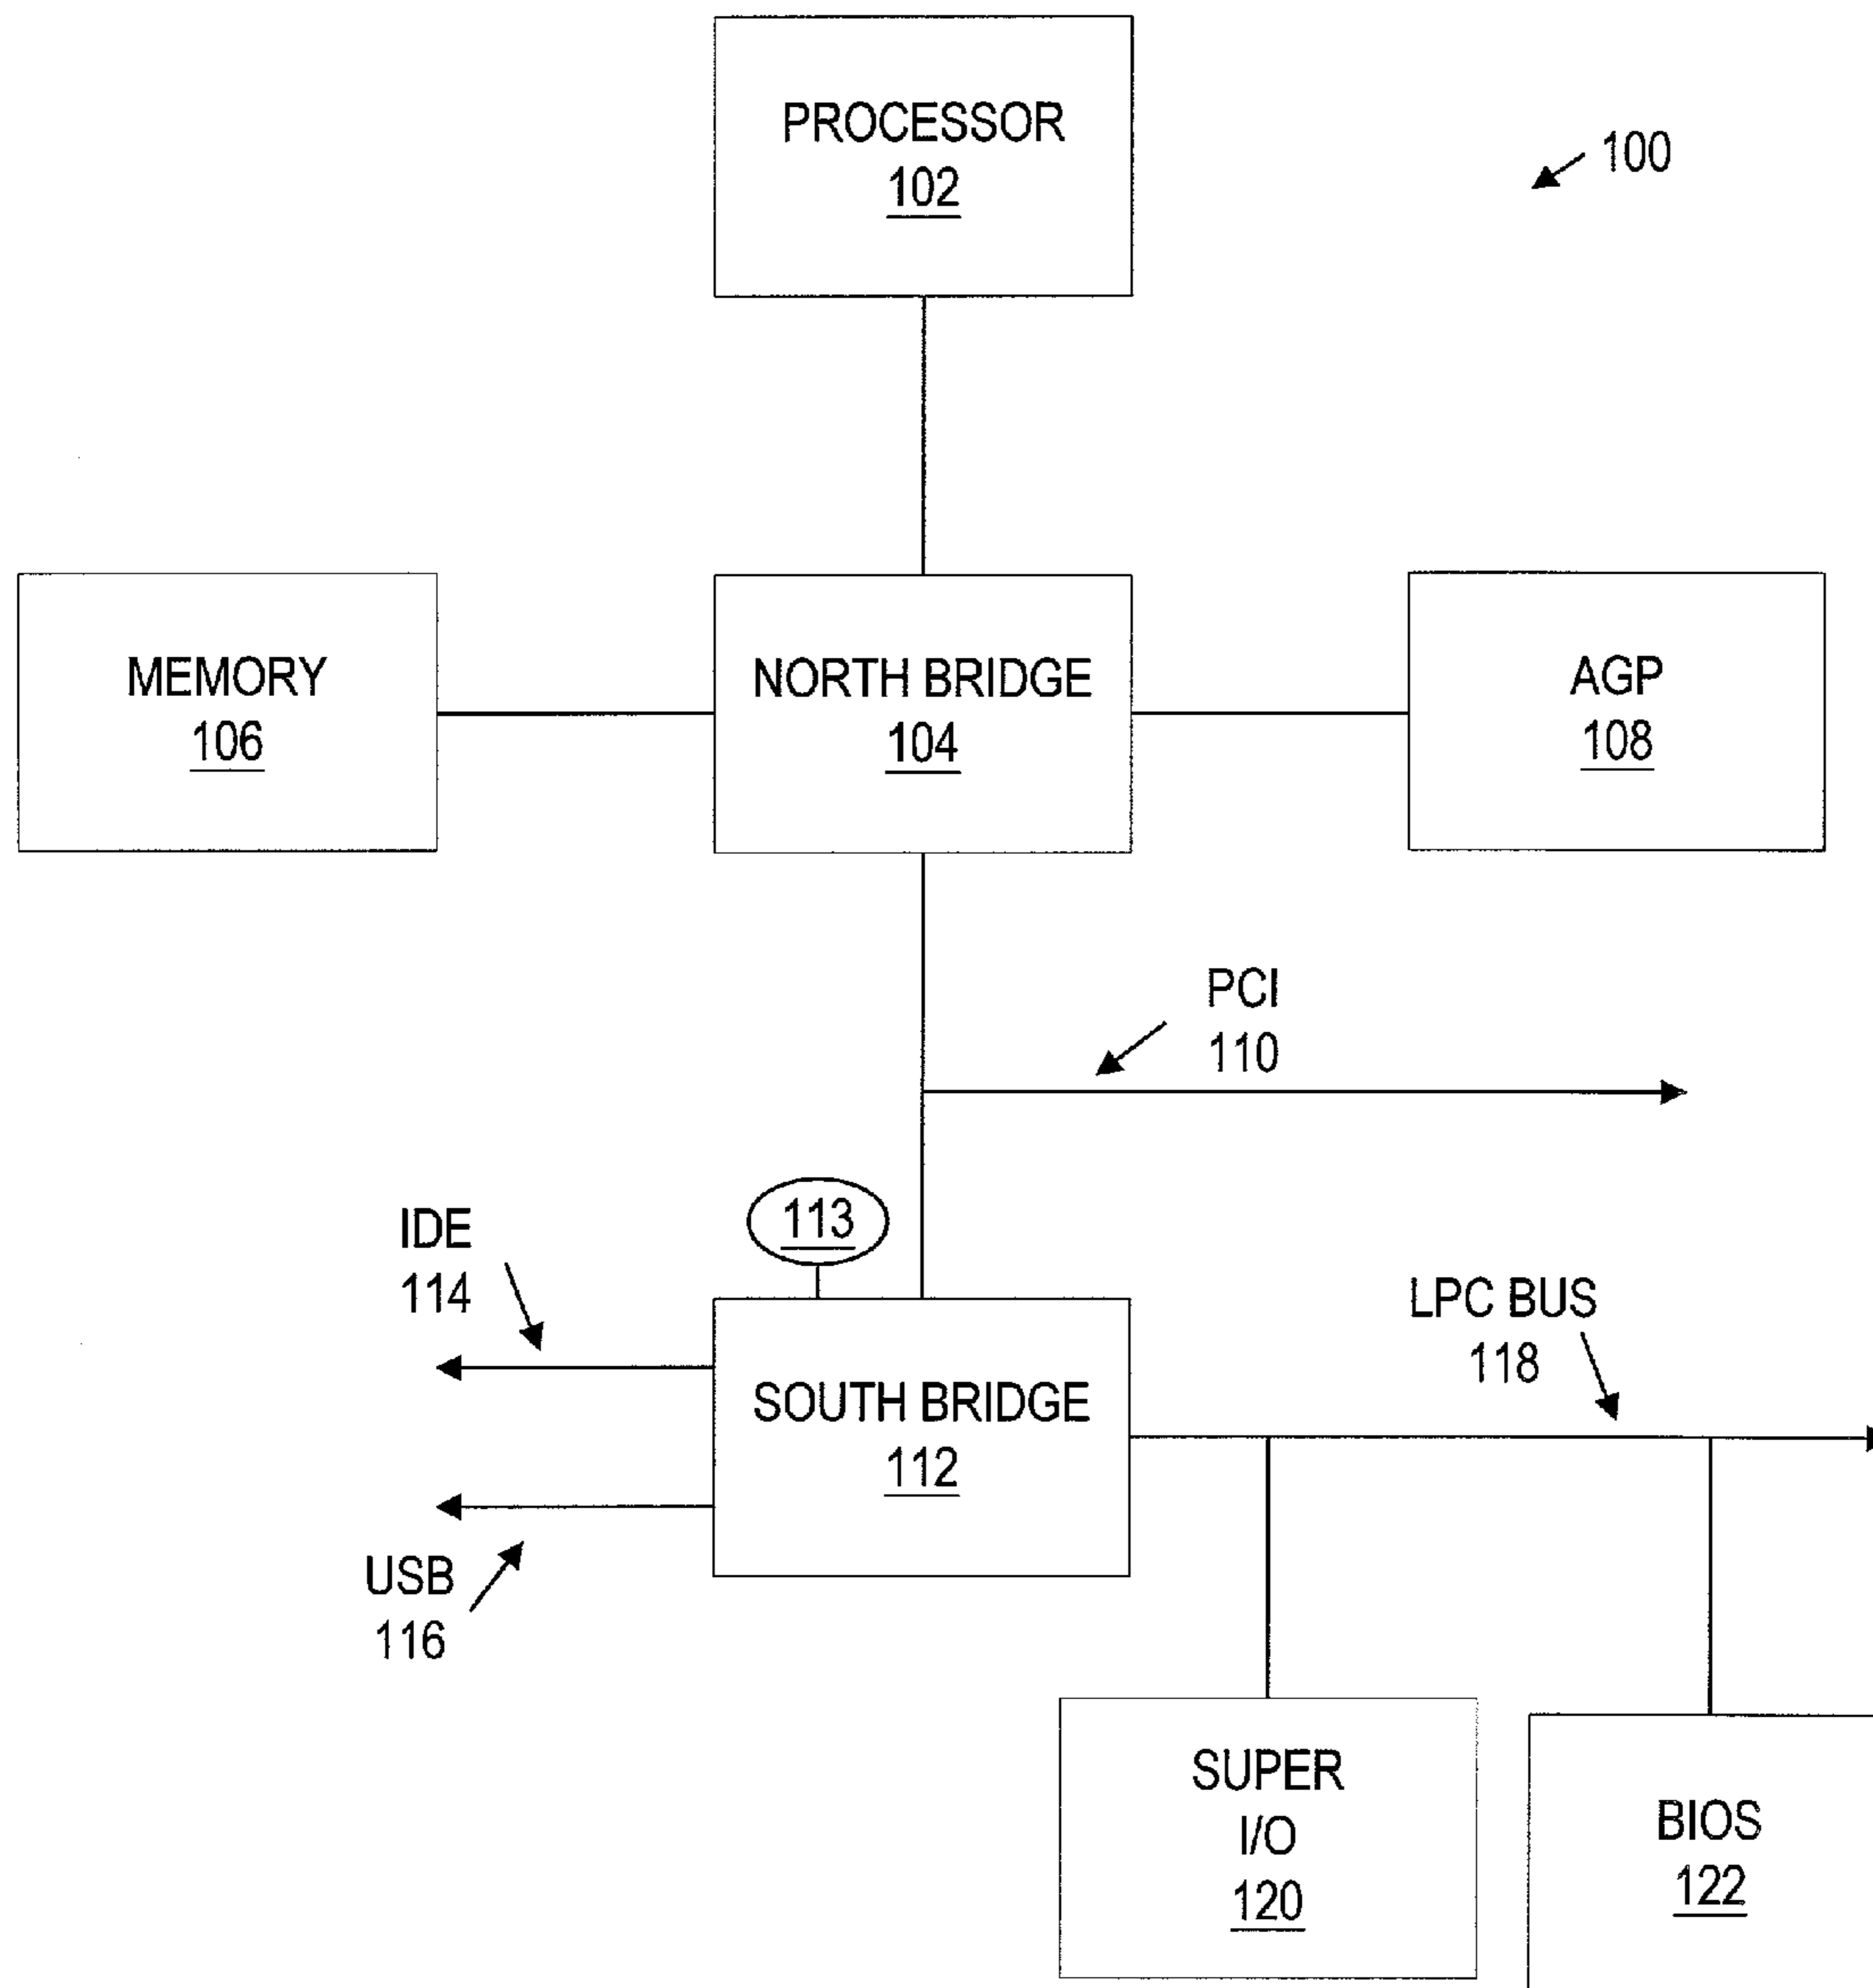 PROCESSOR
102
100
MEMORY
106
NORTH BRIDGE
104
AGP
108
PCI
110
113
IDE
114
LPC BUS
118
SOUTH BRIDGE
112
USB
116
SUPER
I/O
120
BIOS
122